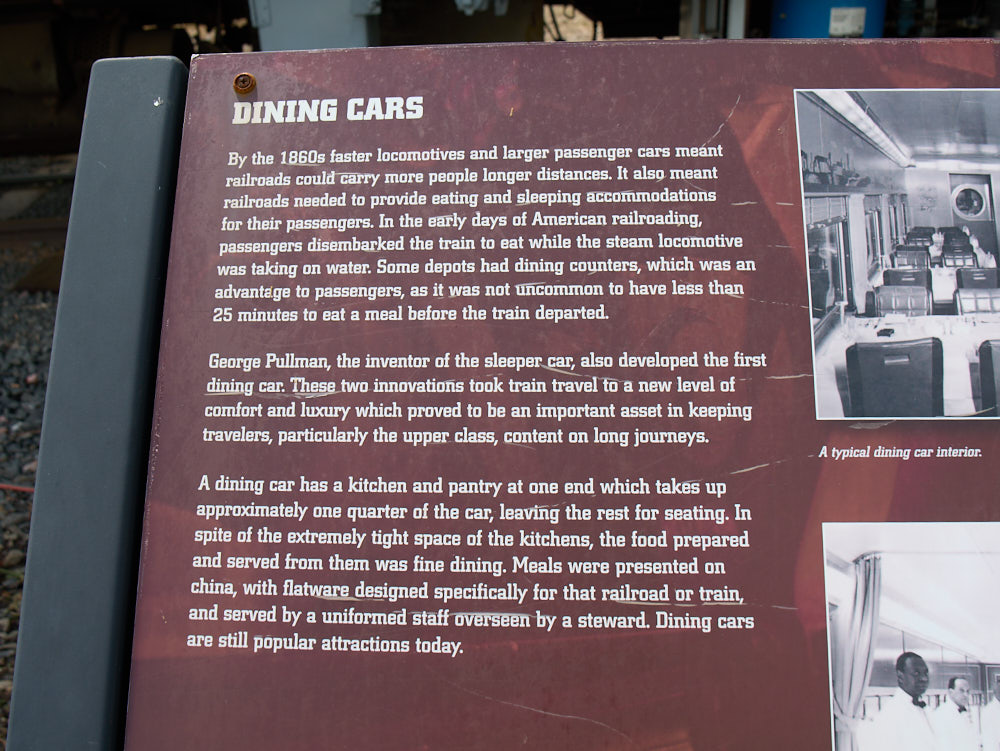 DINING CARS
By the 1860s faster locomotives and larger passenger cars meant
railroads could carry more people longer distances. It also meant
railroads needed to provide eating and sleeping accommodations
for their passengers. In the early days of American railroading,
passengers disembarked the train to eat while the steam locomotive
was taking on water. Some depots had dining counters, which was an
advantage to passengers, as it was not uncommon to have less than
25 minutes to eat a meal before the train departed.
George Pullman, the inventor of the sleeper car, also developed the first
dining car. These two innovations took train travel to a new level of
comfort and luxury which proved to be an important asset in keeping
travelers, particularly the upper class, content on long journeys.
A dining car has a kitchen and pantry at one end which takes up
approximately one quarter of the car, leaving the rest for seating. In
spite of the extremely tight space of the kitchens, the food prepared
and served from them was fine dining. Meals were presented on
china, with flatware designed specifically for that railroad or train,
and served by a uniformed staff overseen by a steward. Dining cars
are still popular attractions today.
A typical dining car interior.